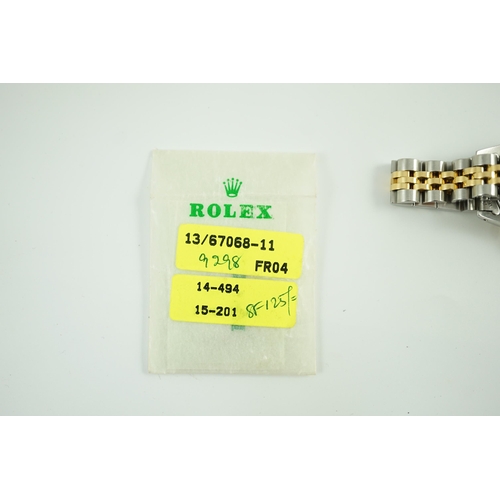 ROLEX
13/67068-11
9298 FR04
14-494
15-201 SF125/=